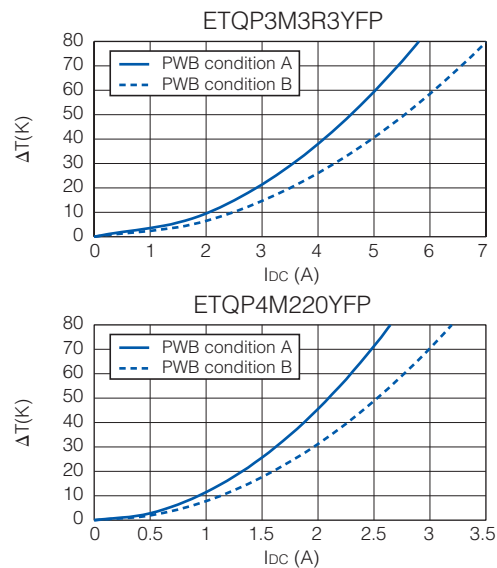 ETQP3M3R3YFP
80
70
60
50
40
30
20
10
0
ΔT(K)
PWB condition A
PWB condition B
0 1 2 3 4 5 6 7
IDC (A)
ETQP4M220YFP
80
70
60
50
40
30
20
10
0
ΔT(K)
PWB condition A
PWB condition B
0 0.5 1 1.5 2 2.5 3 3.5
IDC (A)